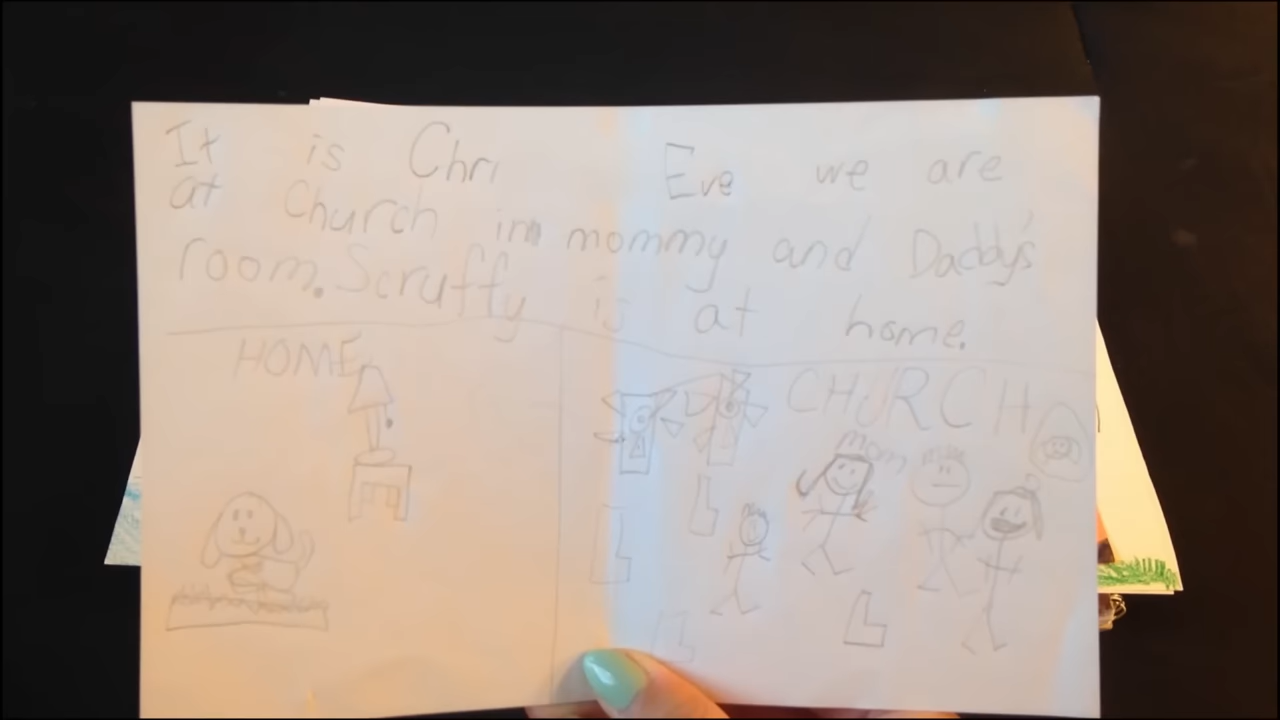 It is Chri Eve we are
at Church in mommy and Daddy's
room. Scruffy is at home.
HOME
CHURCH
mom